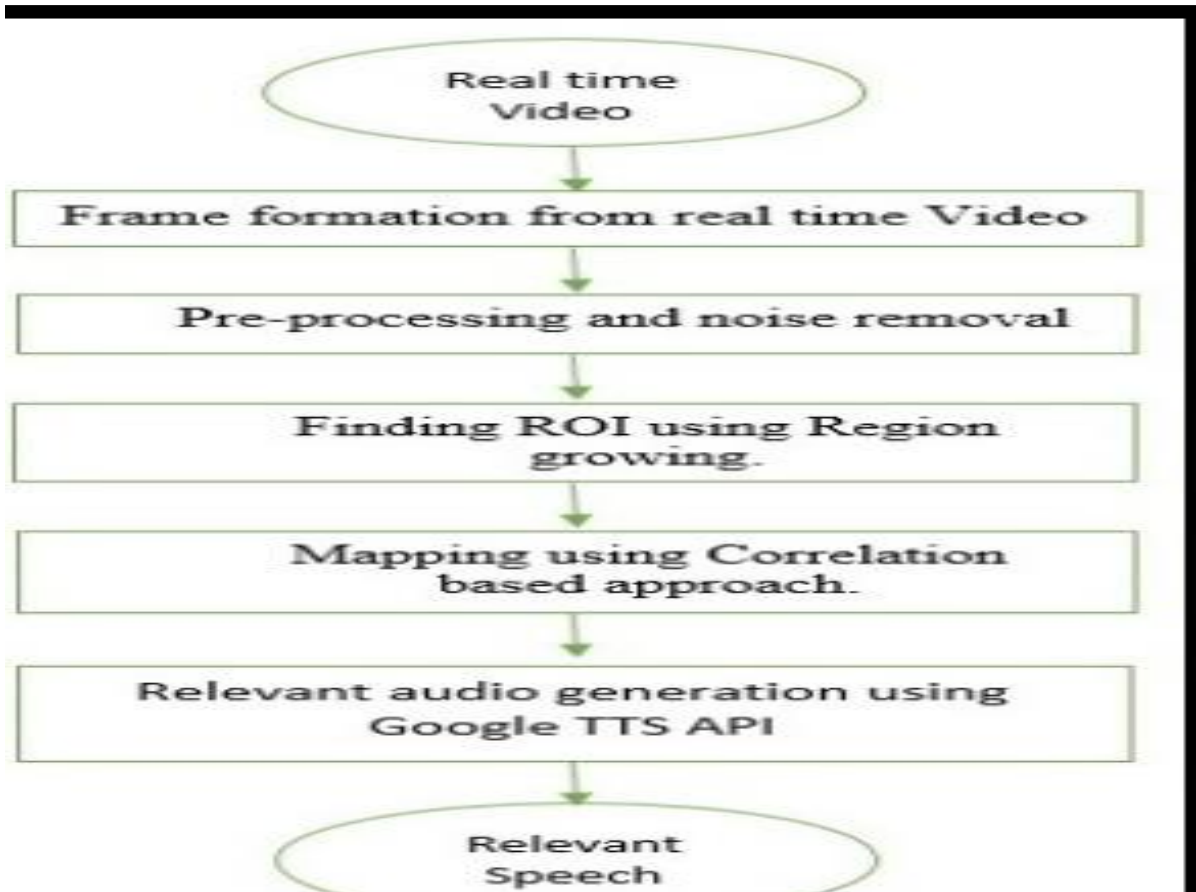 Real time
Video
Frame formation from real time Video
Pre-processing and noise removal
Finding ROI using Region
growing.
Mapping using Correlation
based approach.
Relevant audio generation using
Google TTS API
Relevant
Speech